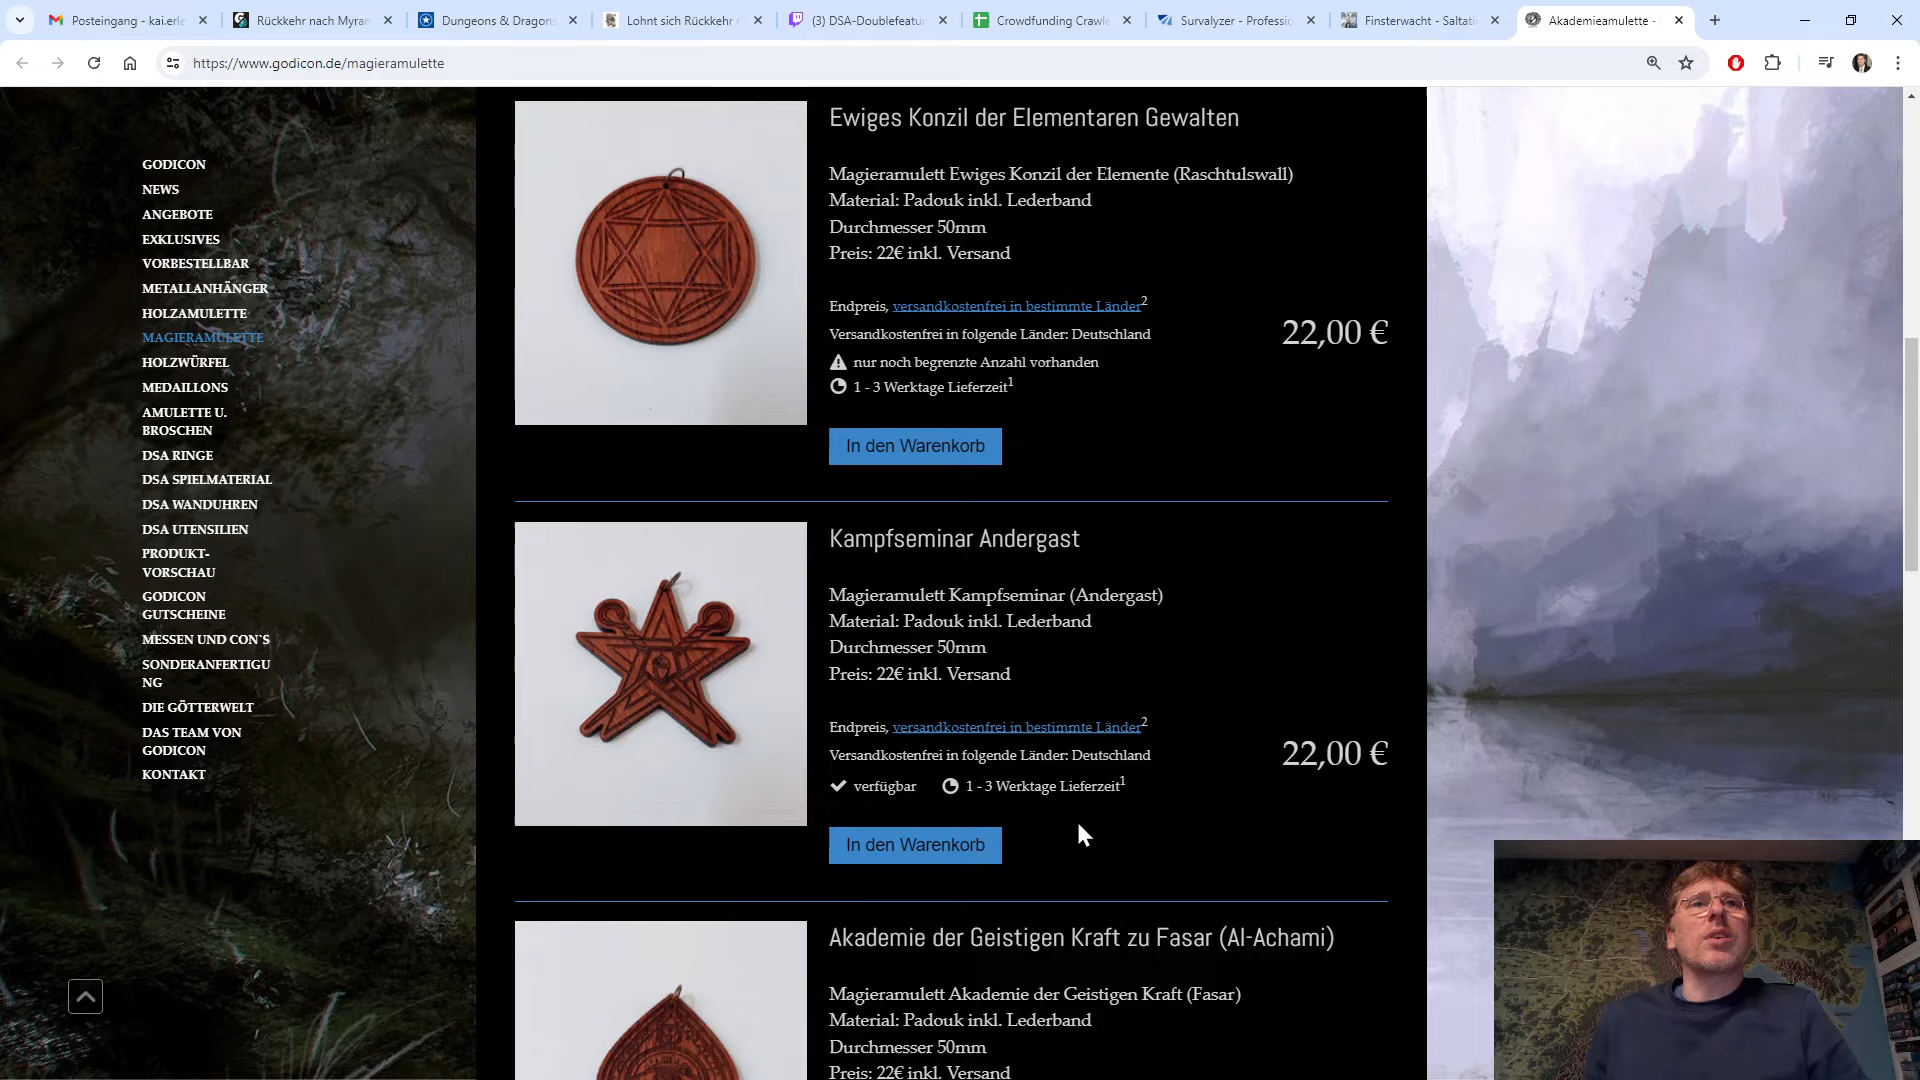 Posteingang - kai.erle
Rückkehr nach Myran
Dungeons & Dragons
Lohnt sich Rückkehr
(3) DSA-Doublefeatu
Crowdfunding Crawle
Survalyzer - Professio
Finsterwacht - Saltati
Akademieamulette -
https://www.godicon.de/magieramulette
GODICON
NEWS
ANGEBOTE
EXKLUSIVES
VORBESTELLBAR
METALLANHÄNGER
HOLZAMULETTE
MAGIERAMULETTE
HOLZWÜRFEL
MEDAILLONS
AMULETTE U.
BROSCHEN
DSA RINGE
DSA SPIELMATERIAL
DSA WANDUHREN
DSA UTENSILIEN
PRODUKT-
VORSCHAU
GODICON
GUTSCHEINE
MESSEN UND CON`S
SONDERANFERTIGU
NG
DIE GÖTTERWELT
DAS TEAM VON
GODICON
KONTAKT
Ewiges Konzil der Elementaren Gewalten
Magieramulett Ewiges Konzil der Elemente (Raschtulswall)
Material: Padouk inkl. Lederband
Durchmesser 50mm
Preis: 22€ inkl. Versand
Endpreis, versandkostenfrei in bestimmte Länder2
Versandkostenfrei in folgende Länder: Deutschland
22,00 €
nur noch begrenzte Anzahl vorhanden
1 - 3 Werktage Lieferzeit1
In den Warenkorb
Kampfseminar Andergast
Magieramulett Kampfseminar (Andergast)
Material: Padouk inkl. Lederband
Durchmesser 50mm
Preis: 22€ inkl. Versand
Endpreis, versandkostenfrei in bestimmte Länder2
Versandkostenfrei in folgende Länder: Deutschland
22,00 €
verfügbar 1 - 3 Werktage Lieferzeit1
In den Warenkorb
Akademie der Geistigen Kraft zu Fasar (Al-Achami)
Magieramulett Akademie der Geistigen Kraft (Fasar)
Material: Padouk inkl. Lederband
Durchmesser 50mm
Preis: 22€ inkl. Versand